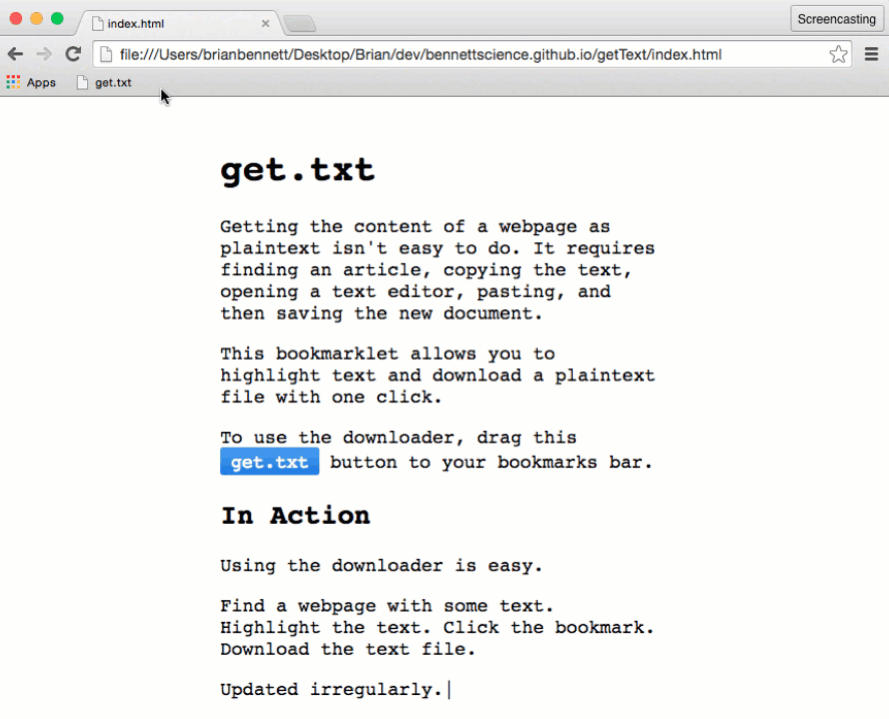 index.html
Screencasting
file:///Users/brianbennett/Desktop/Brian/dev/bennettscience.github.io/getText/index.html
Apps get.txt
get.txt
Getting the content of a webpage as
plaintext isn't easy to do. It requires
finding an article, copying the text,
opening a text editor, pasting, and
then saving the new document.
This bookmarklet allows you to
highlight text and download a plaintext
file with one click.
To use the downloader, drag this
get.txt button to your bookmarks bar.
In Action
Using the downloader is easy.
Find a webpage with some text.
Highlight the text. Click the bookmark.
Download the text file.
Updated irregularly.